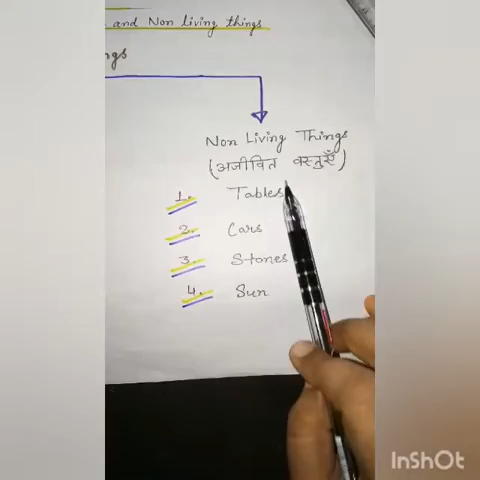 and Non living things
ngs
Non Living Things
(अजीवित वस्तुएँ)
1. Tables
2. Cars
3. Stones
4. Sun
InShOt